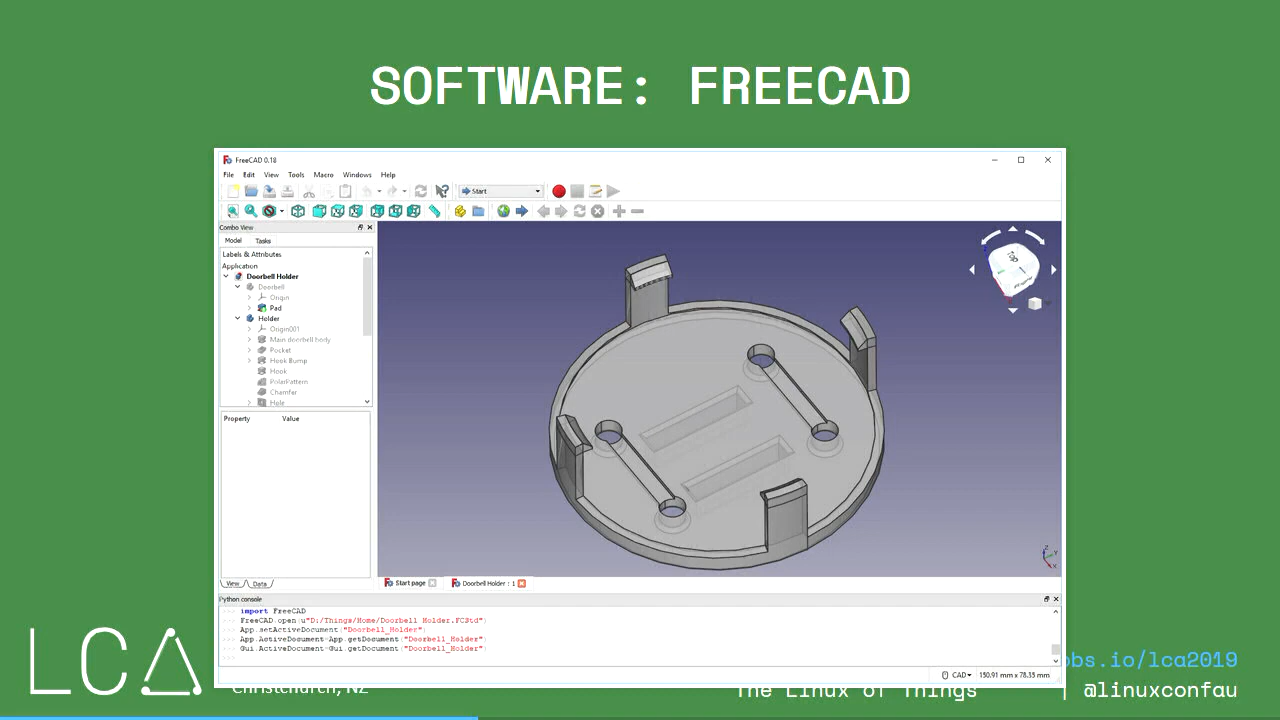 SOFTWARE: FREECAD
FreeCAD 0.18
File Edit View Tools Macro Windows Help
Start
Combo View
Model Tasks
Labels & Attributes
Application
Doorbell Holder
Doorbell
Origin
Pad
Holder
Origin001
Main doorbell body
Pocket
Hook Bump
Hook
PolarPattern
Chamfer
Hole
Property Value
View Data
TOP
Start page
Doorbell Holder : 1
Python console
>>> import FreeCAD
>>> FreeCAD.open(u"D:/Things/Home/Doorbell Holder.FCStd")
>>> App.setActiveDocument("Doorbell_Holder")
>>> App.ActiveDocument=App.getDocument("Doorbell_Holder")
>>> Gui.ActiveDocument=Gui.getDocument("Doorbell_Holder")
>>>
CAD 150.91 mm x 78.35 mm
LCA
Christchurch, NZ
obs.io/lca2019
The Linux of Things | @linuxconfau